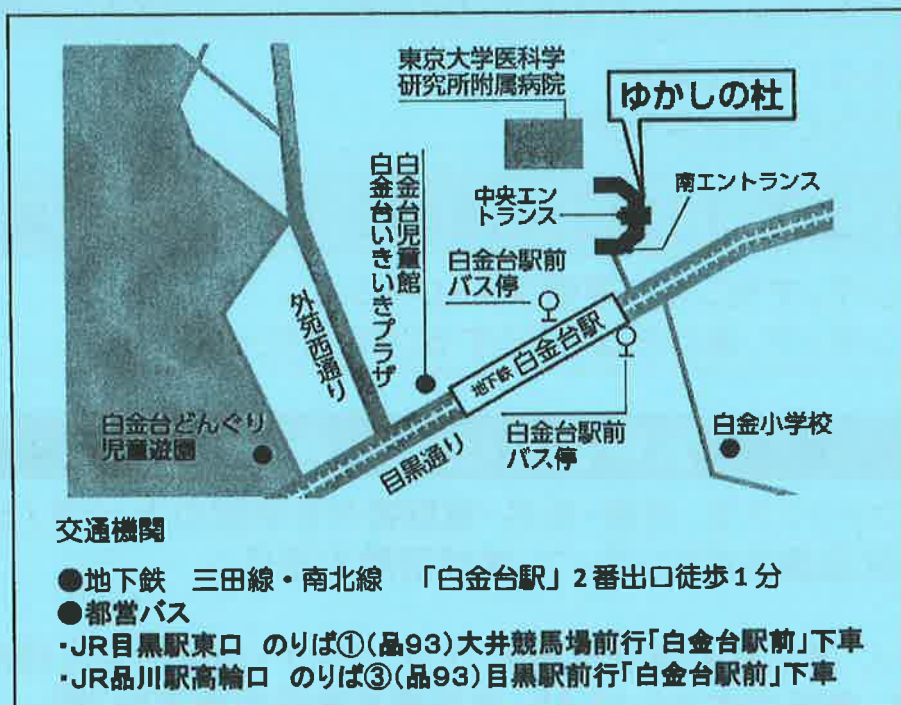 東京大学医科学
研究所附属病院
ゆかしの杜
白金台児童館
白金台いきいきプラザ
中央エン
トランス
南エントランス
白金台駅前
バス停
外苑西通り
地下鉄 白金台駅
白金台どんぐり
児童遊園
目黒通り
白金台駅前
バス停
白金小学校
交通機関
●地下鉄 三田線・南北線 「白金台駅」2番出口徒歩1分
●都営バス
・JR目黒駅東口 のりば①(品93)大井競馬場前行「白金台駅前」下車
・JR品川駅高輪口 のりば③(品93)目黒駅前行「白金台駅前」下車